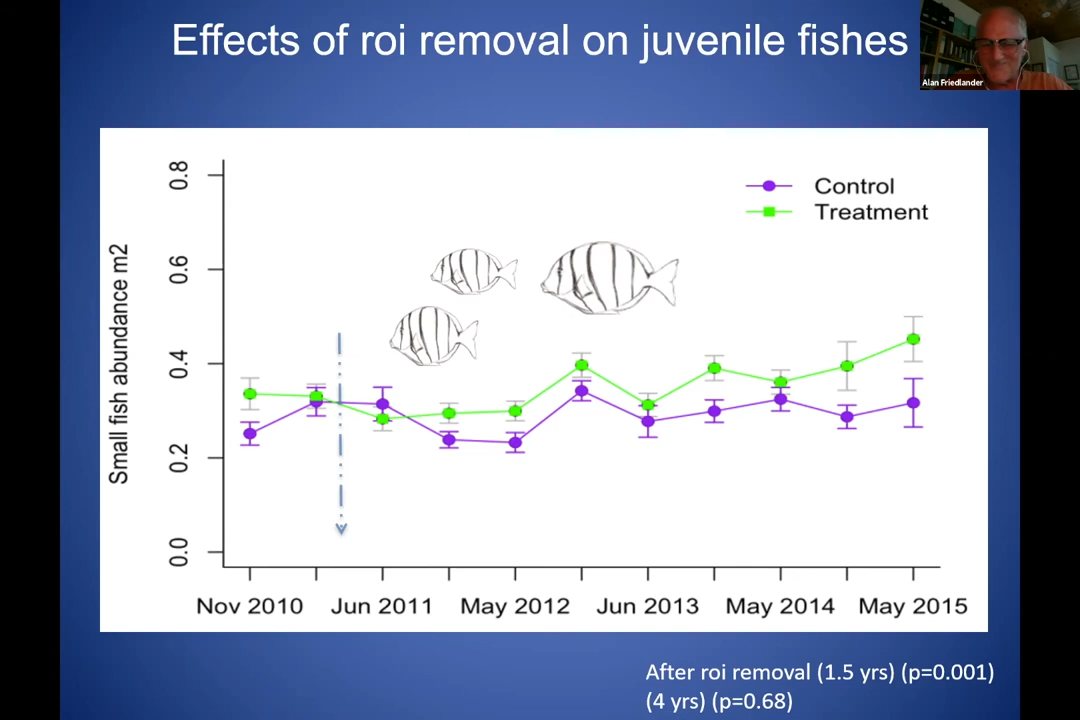 Effects of roi removal on juvenile fishes
Alan Friedlander
Small fish abundance m2
0.8
0.6
0.4
0.2
0.0
Control
Treatment
Nov 2010 Jun 2011 May 2012 Jun 2013 May 2014 May 2015
After roi removal (1.5 yrs) (p=0.001)
(4 yrs) (p=0.68)